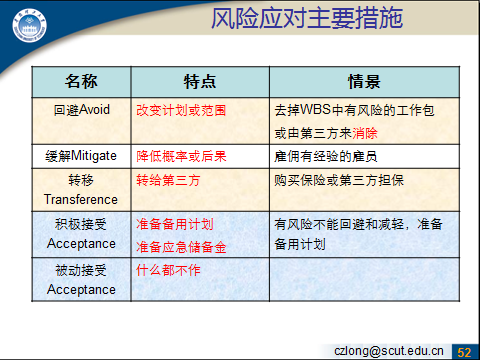 风险应对主要措施
名称 特点 情景
回避Avoid 改变计划或范围 去掉WBS中有风险的工作包
或由第三方来消除
缓解Mitigate 降低概率或后果 雇佣有经验的雇员
转移 转给第三方 购买保险或第三方担保
Transference
积极接受 准备备用计划 有风险不能回避和减轻，准备
Acceptance 准备应急储备金 备用计划
被动接受 什么都不作
Acceptance
czlong@scut.edu.cn 52